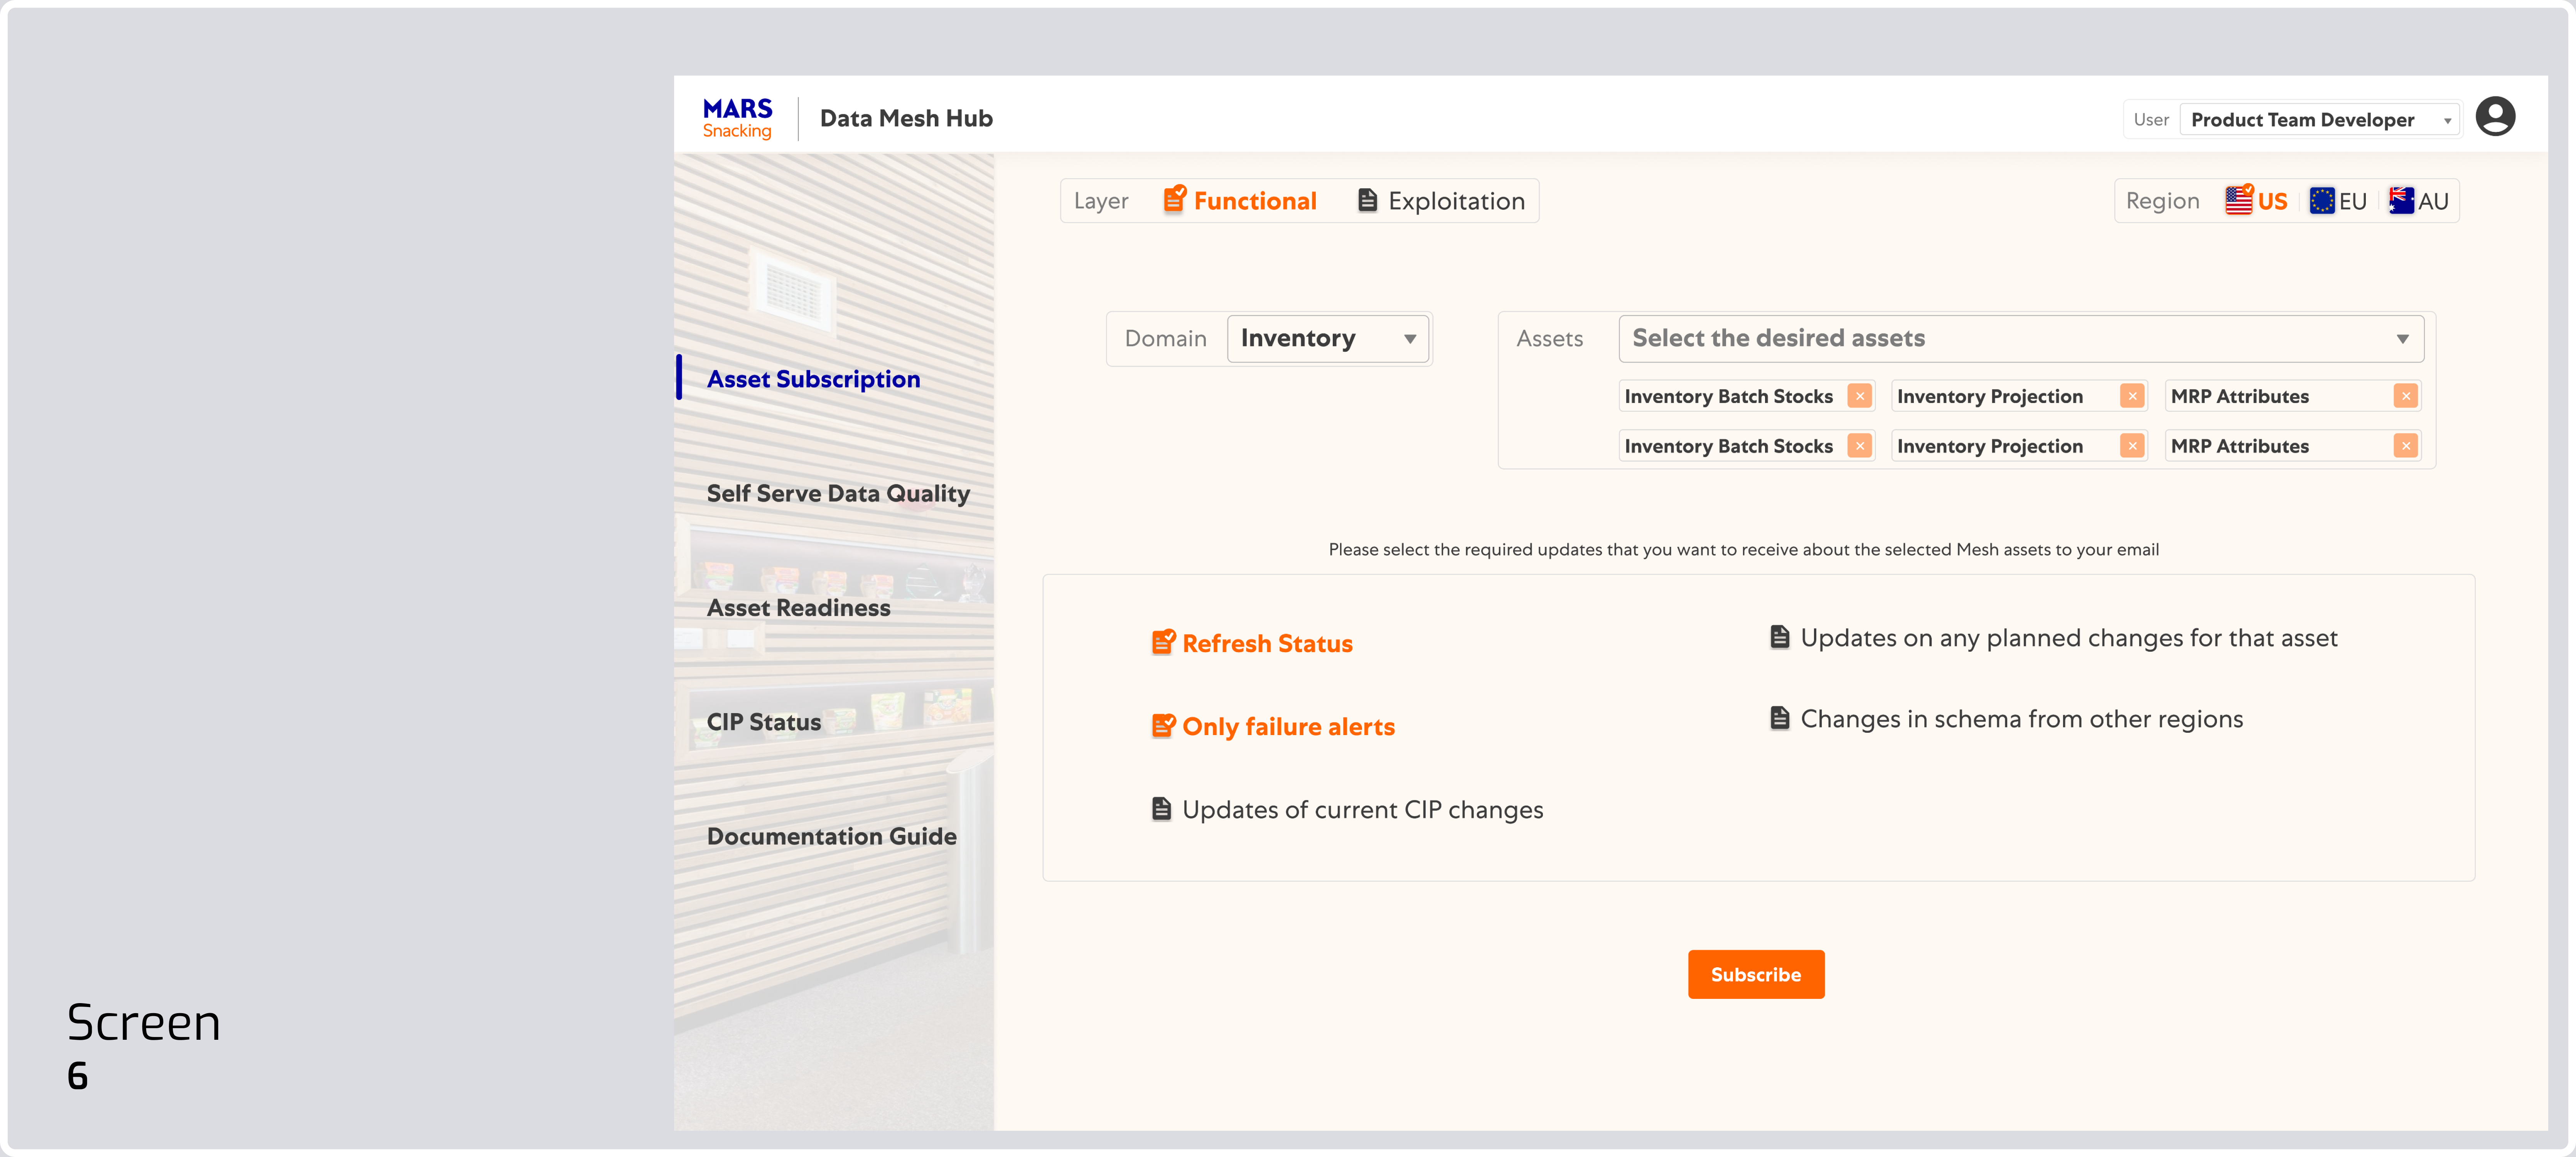 MARS
Snacking
Data Mesh Hub
User Product Team Developer
Layer Functional Exploitation
Region US EU AU
Domain Inventory
Assets Select the desired assets
Inventory Batch Stocks Inventory Projection MRP Attributes
Inventory Batch Stocks Inventory Projection MRP Attributes
Asset Subscription
Self Serve Data Quality
Asset Readiness
CIP Status
Documentation Guide
Please select the required updates that you want to receive about the selected Mesh assets to your email
Refresh Status
Only failure alerts
Updates of current CIP changes
Updates on any planned changes for that asset
Changes in schema from other regions
Subscribe
Screen
6